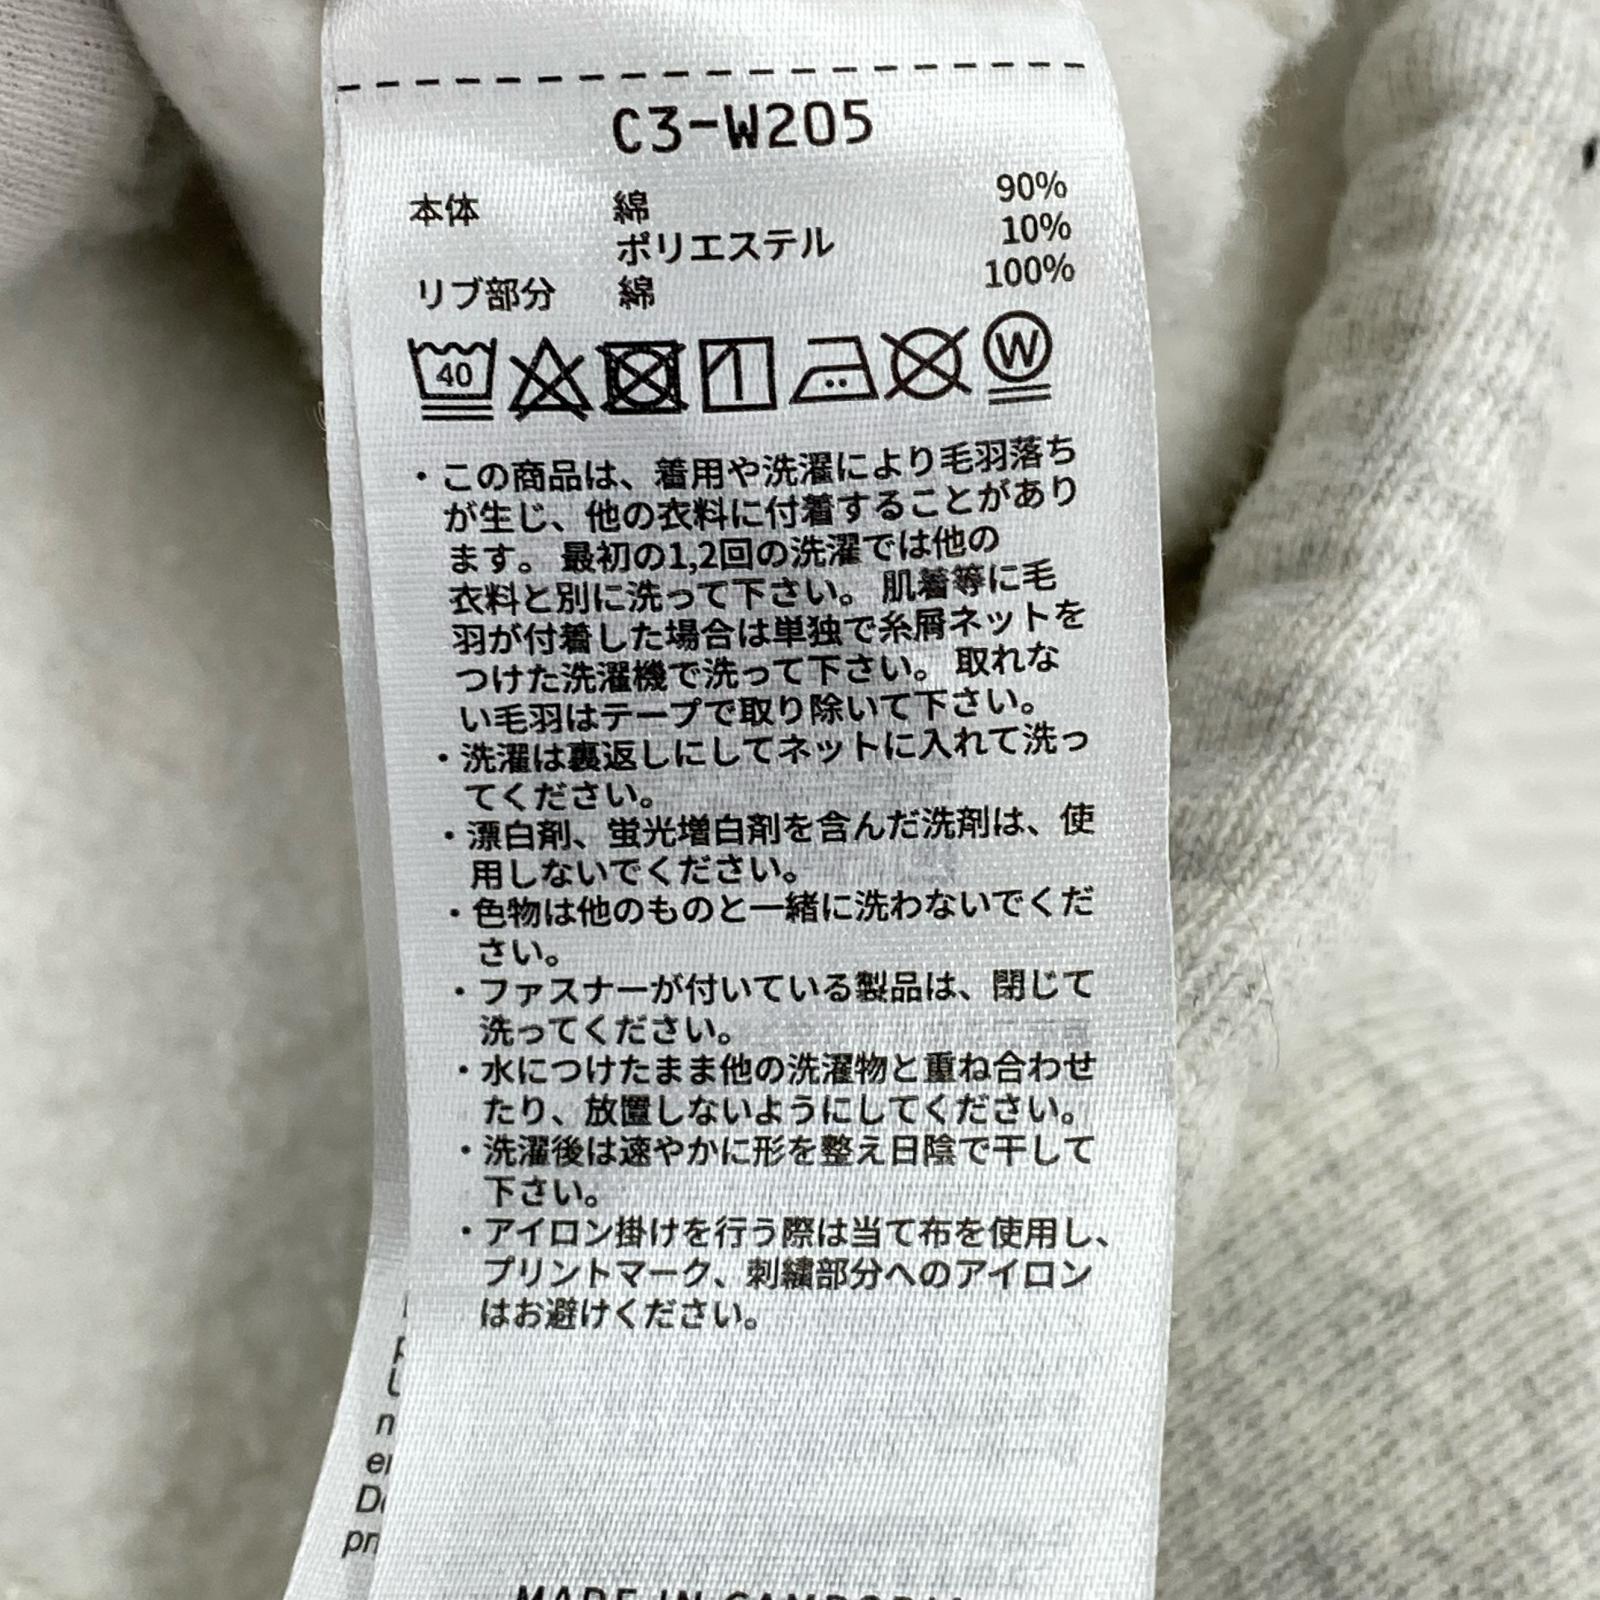 C3-W205
本体 綿 90%
ポリエステル 10%
リブ部分 綿 100%
40 W
・この商品は、着用や洗濯により毛羽落ち
が生じ、他の衣料に付着することがあり
ます。最初の1,2回の洗濯では他の
衣料と別に洗って下さい。肌着等に毛
羽が付着した場合は単独で糸屑ネットを
つけた洗濯機で洗って下さい。取れな
い毛羽はテープで取り除いて下さい。
・洗濯は裏返しにしてネットに入れて洗っ
てください。
・漂白剤、蛍光増白剤を含んだ洗剤は、使
用しないでください。
・色物は他のものと一緒に洗わないでくだ
さい。
・ファスナーが付いている製品は、閉じて
洗ってください。
・水につけたまま他の洗濯物と重ね合わせ
たり、放置しないようにしてください。
・洗濯後は速やかに形を整え日陰で干して
下さい。
・アイロン掛けを行う際は当て布を使用し、
プリントマーク、刺繍部分へのアイロン
はお避けください。
MADE IN CAMBODIA